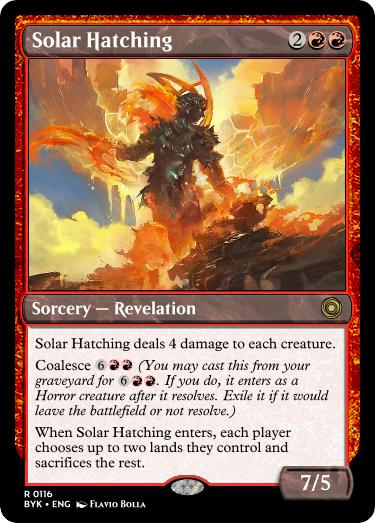 Solar Hatching 2
Sorcery — Revelation
Solar Hatching deals 4 damage to each creature.
Coalesce 6 (You may cast this from your
graveyard for 6 . If you do, it enters as a
Horror creature after it resolves. Exile it if it would
leave the battlefield or not resolve.)
When Solar Hatching enters, each player
chooses up to two lands they control and
sacrifices the rest.
7/5
R 0116
BYK • ENG Flavio Bolla